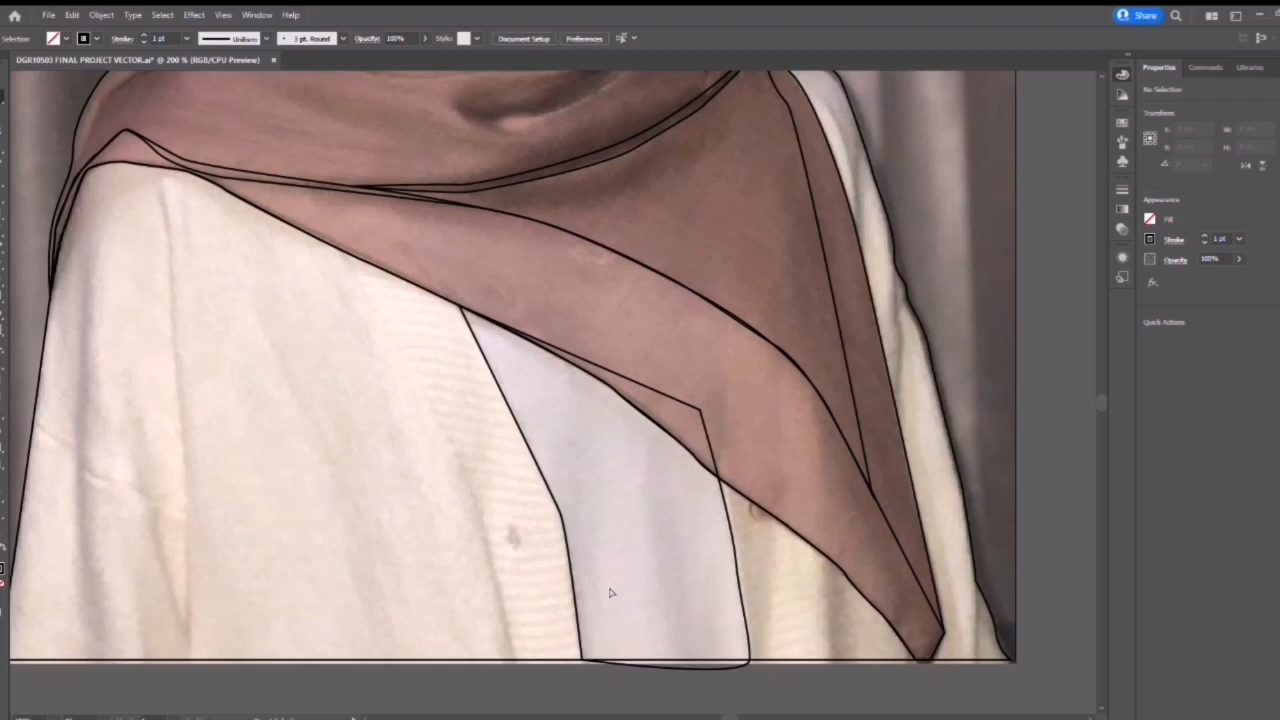 File Edit Object Type Select Effect View Window Help
Share
Selection
Stroke: 1 pt Uniform 3 pt. Round Opacity: 100% Style: Document Setup Preferences
DGR10503 FINAL PROJECT VECTOR.ai* @ 200 % (RGB/CPU Preview) ×
Properties Comments Libraries
No Selection
Transform
X: W:
Y: H:
Appearance
Fill
Stroke 1 pt
Opacity 100%
fx.
Quick Actions